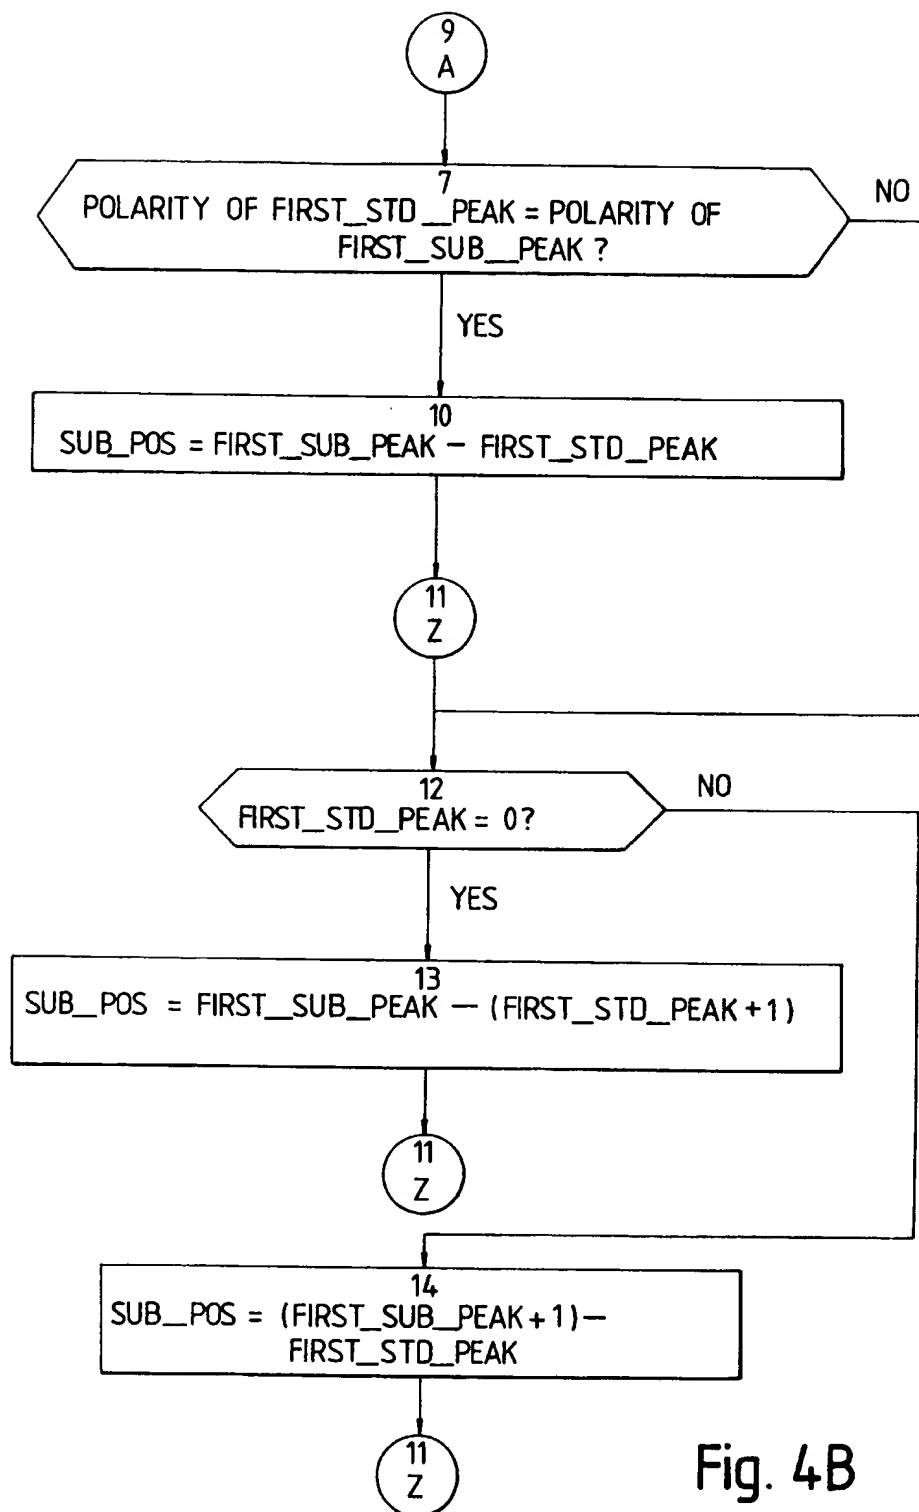 9
A
7
POLARITY OF FIRST_STD__PEAK = POLARITY OF
FIRST_SUB__PEAK ?
NO
YES
10
SUB_POS = FIRST_SUB_PEAK - FIRST_STD_PEAK
11
Z
12
FIRST_STD_PEAK = 0?
NO
YES
13
SUB_POS = FIRST_SUB_PEAK - (FIRST_STD_PEAK+1)
11
Z
14
SUB_POS = (FIRST_SUB_PEAK+1)-
FIRST_STD_PEAK
11
Z
Fig. 4B